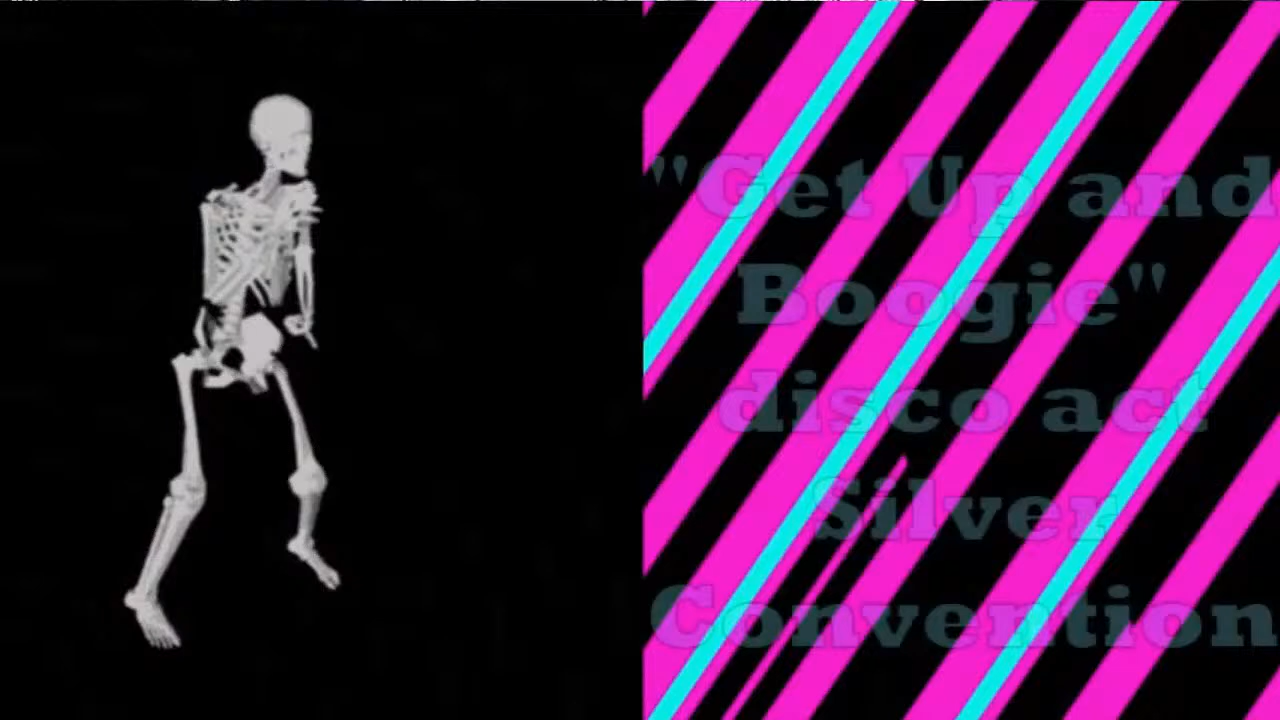 "Get Up and
Boogie"
disco act
Silver
Convention